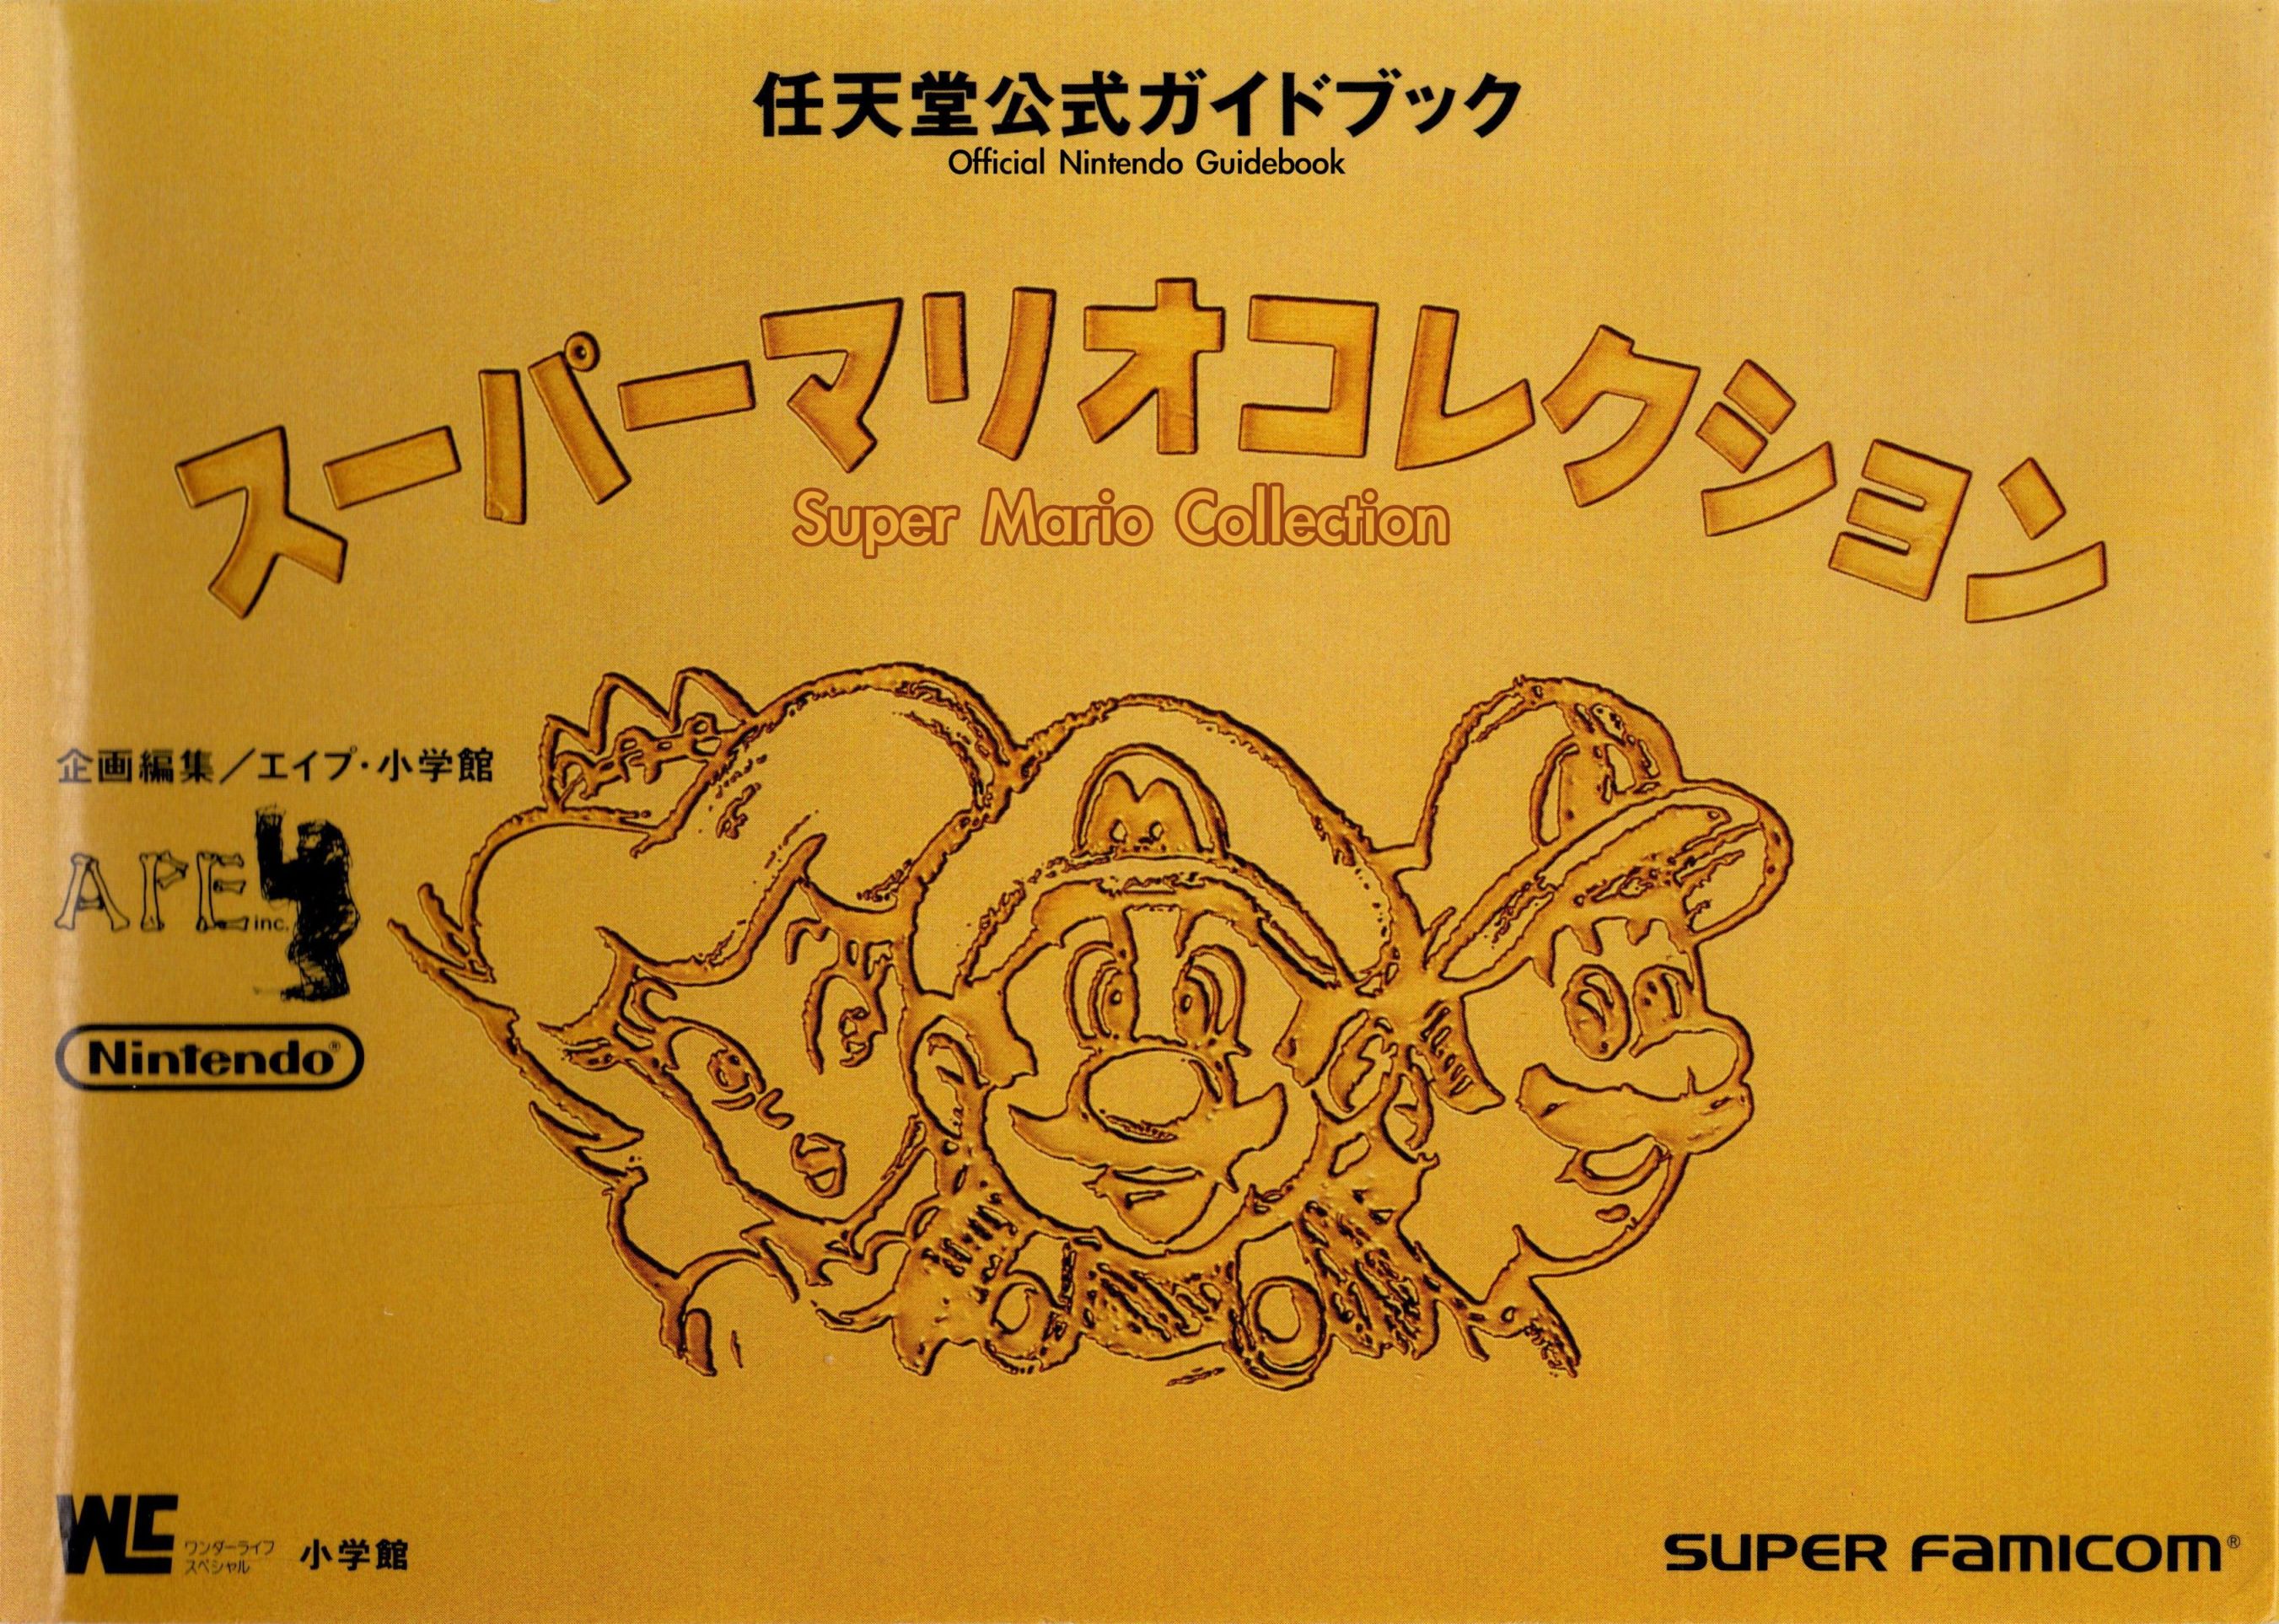 任天堂公式ガイドブック
Official Nintendo Guidebook
スーパーマリオコレクション
Super Mario Collection
企画編集／エイプ・小学館
APE inc.
Nintendo®
WLC ワンダーライフ
スペシャル
小学館
SUPER FAMICOM®